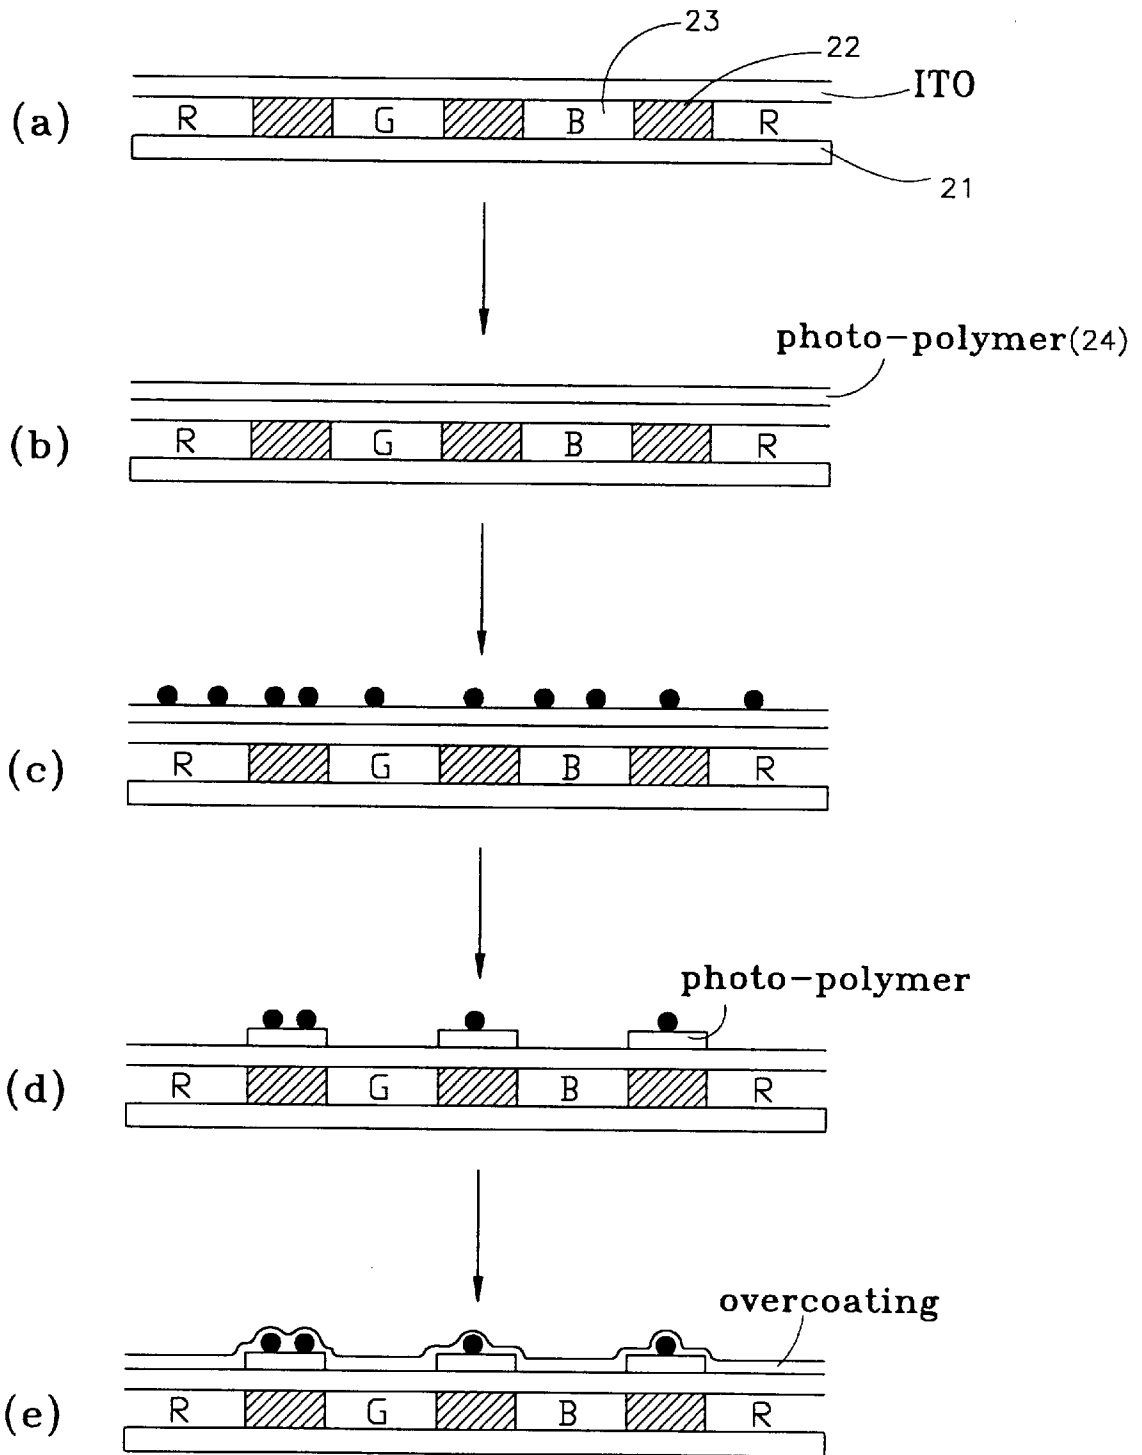 23
22
ITO
(a)
R G B R
21
photo-polymer(24)
(b)
R G B R
(c)
R G B R
photo-polymer
(d)
R G B R
overcoating
(e)
R G B R